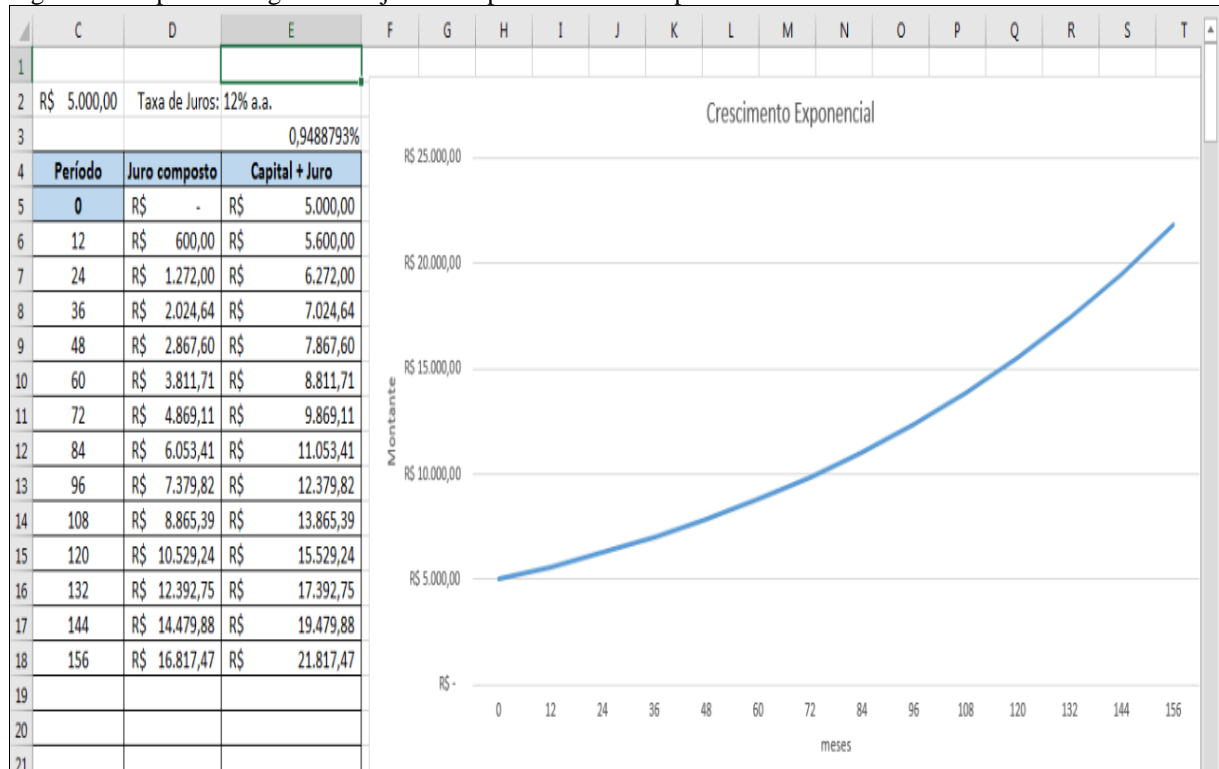 C D E F G H I J K L M N O P Q R S T
1
2 R$ 5.000,00 Taxa de Juros: 12% a.a.
3 0,9488793%
4 Período Juro composto Capital + Juro
5 0 R$ - R$ 5.000,00
6 12 R$ 600,00 R$ 5.600,00
7 24 R$ 1.272,00 R$ 6.272,00
8 36 R$ 2.024,64 R$ 7.024,64
9 48 R$ 2.867,60 R$ 7.867,60
10 60 R$ 3.811,71 R$ 8.811,71
11 72 R$ 4.869,11 R$ 9.869,11
12 84 R$ 6.053,41 R$ 11.053,41
13 96 R$ 7.379,82 R$ 12.379,82
14 108 R$ 8.865,39 R$ 13.865,39
15 120 R$ 10.529,24 R$ 15.529,24
16 132 R$ 12.392,75 R$ 17.392,75
17 144 R$ 14.479,88 R$ 19.479,88
18 156 R$ 16.817,47 R$ 21.817,47
19
20
21
Crescimento Exponencial
R$ 25.000,00
R$ 20.000,00
R$ 15.000,00
R$ 10.000,00
R$ 5.000,00
R$ -
Montante
0 12 24 36 48 60 72 84 96 108 120 132 144 156
meses